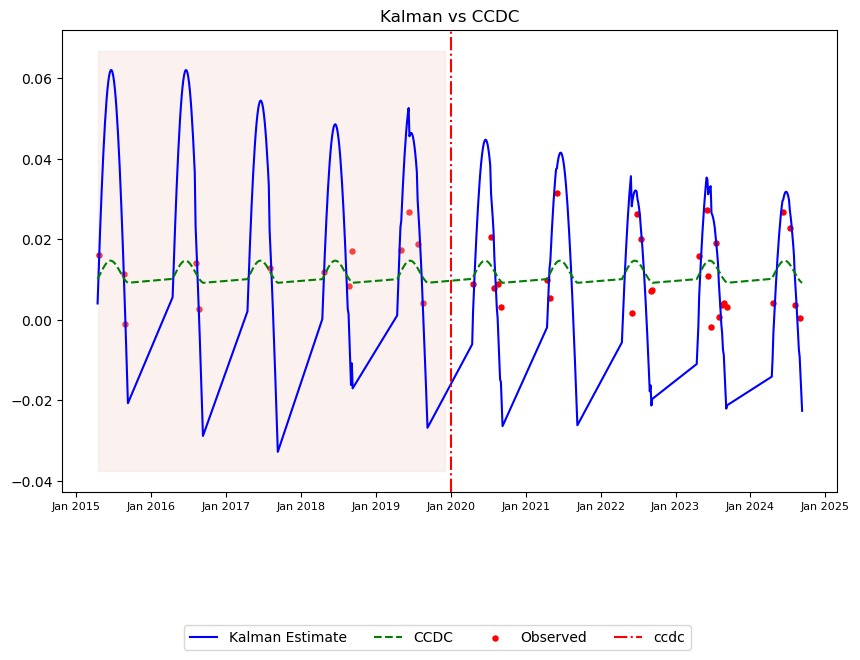 Kalman vs CCDC
0.06
0.04
0.02
0.00
−0.02
−0.04
Jan 2015 Jan 2016 Jan 2017 Jan 2018 Jan 2019 Jan 2020 Jan 2021 Jan 2022 Jan 2023 Jan 2024 Jan 2025
Kalman Estimate CCDC Observed ccdc